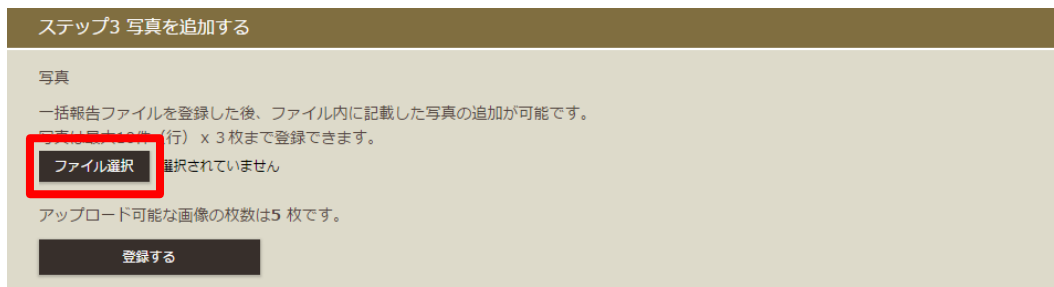 ステップ3 写真を追加する
写真
一括報告ファイルを登録した後、ファイル内に記載した写真の追加が可能です。
写真は最大10件（行）x 3枚まで登録できます。
ファイル選択 選択されていません
アップロード可能な画像の枚数は5 枚です。
登録する